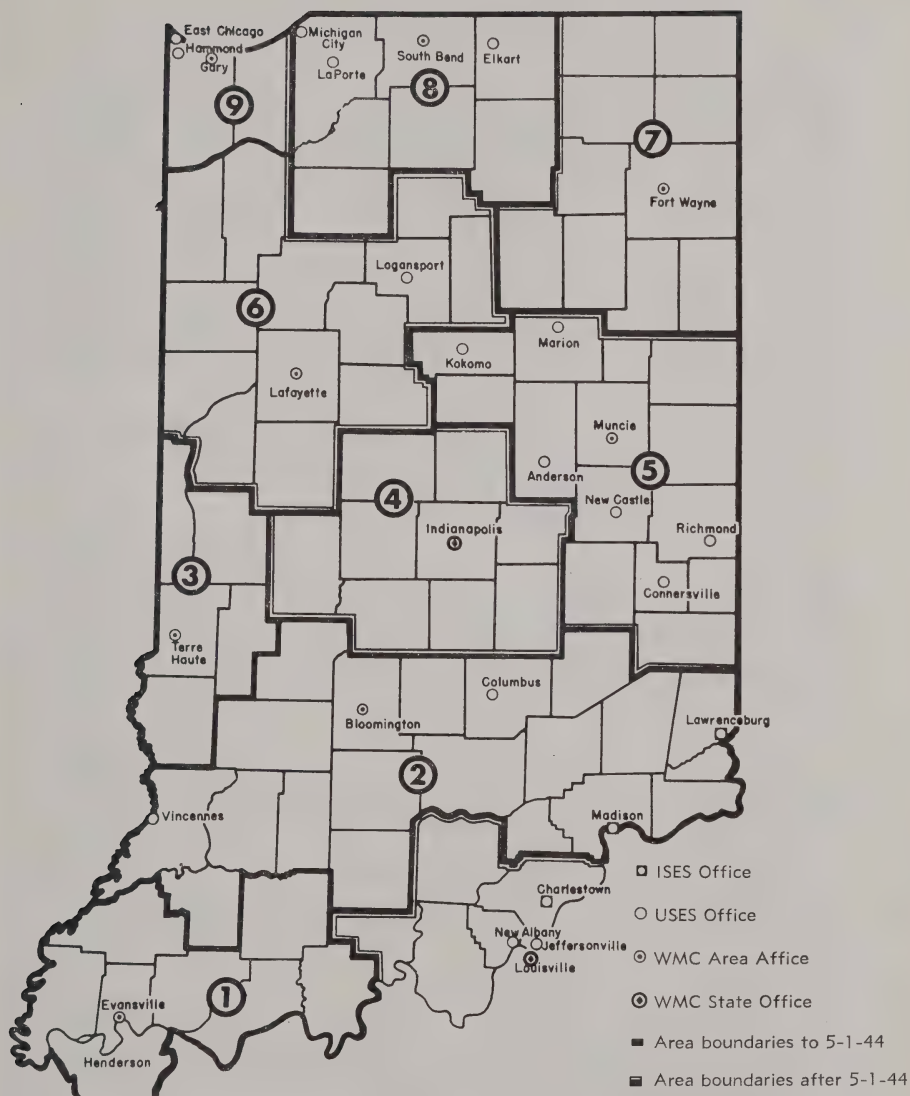 East Chicago
Hammond
Gary
Michigan
City
LaPorte
South Bend
Elkart
9
8
7
Fort Wayne
Logansport
6
Lafayette
Kokomo
Marion
Muncie
Anderson
5
New Castle
Richmond
Connersville
4
Indianapolis
3
Terre
Haute
Columbus
Bloomington
Lawrenceburg
2
Vincennes
Madison
Charlestown
New Albany
Jeffersonville
Louisville
1
Evansville
Henderson
ISES Office
USES Office
WMC Area Affice
WMC State Office
Area boundaries to 5-1-44
Area boundaries after 5-1-44